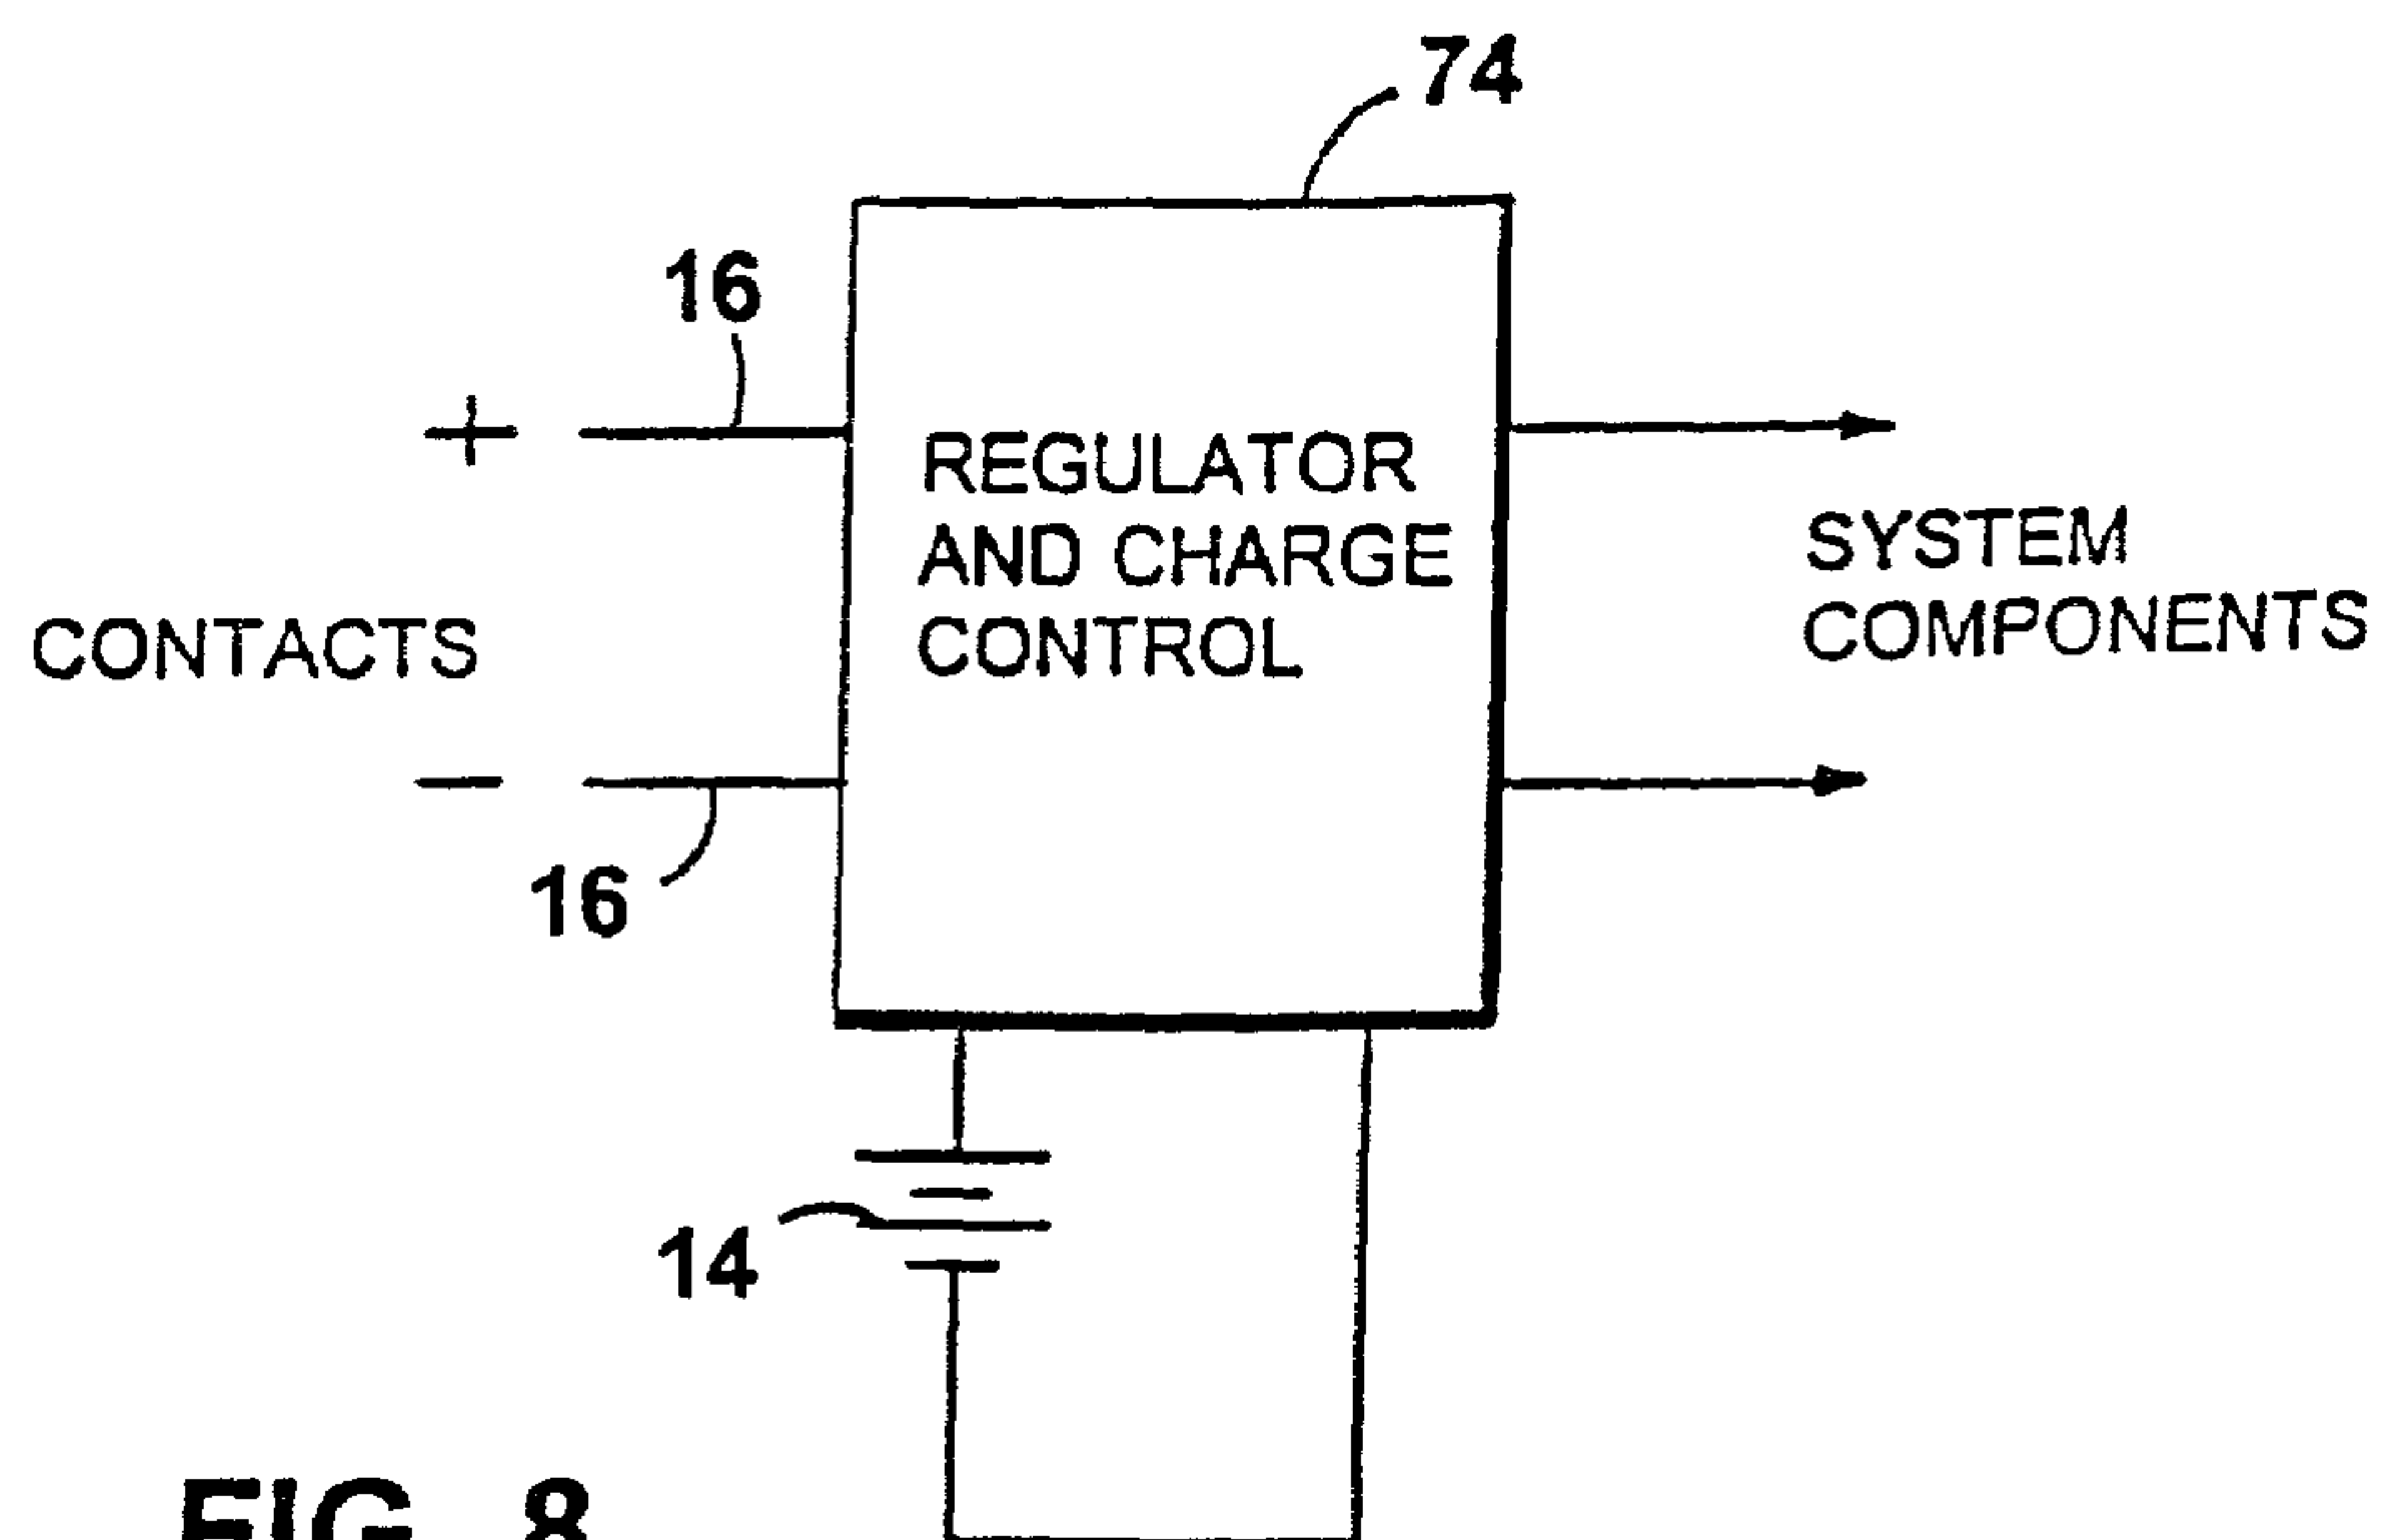 74
16
+
REGULATOR
AND CHARGE
CONTROL
SYSTEM
COMPONENTS
CONTACTS
−
16
14
FIG. 8